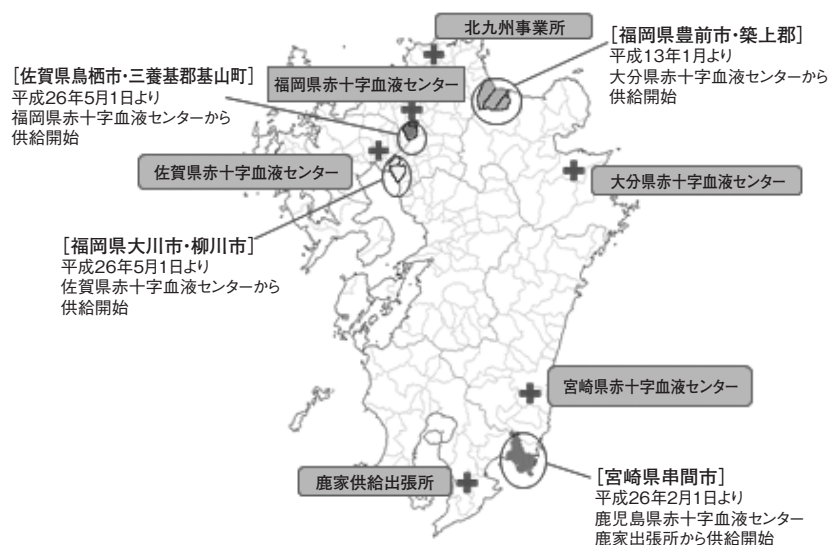 北九州事業所
[福岡県豊前市・築上郡]
平成13年1月より
大分県赤十字血液センターから
供給開始
[佐賀県鳥栖市・三養基郡基山町]
平成26年5月1日より
福岡県赤十字血液センターから
供給開始
福岡県赤十字血液センター
佐賀県赤十字血液センター
大分県赤十字血液センター
[福岡県大川市・柳川市]
平成26年5月1日より
佐賀県赤十字血液センターから
供給開始
宮崎県赤十字血液センター
鹿家供給出張所
[宮崎県串間市]
平成26年2月1日より
鹿児島県赤十字血液センター
鹿家出張所から供給開始